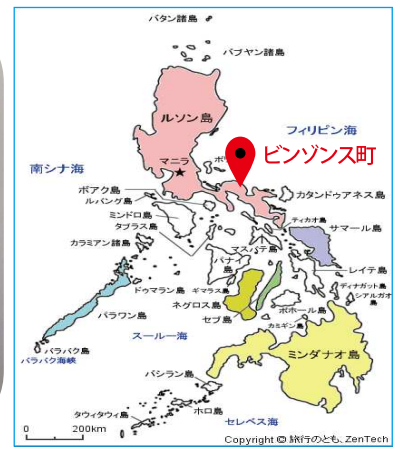 バタン諸島
バブヤン諸島
ルソン島
フィリピン海
マニラ
ビンゾンス町
南シナ海
ボアク島
ルバング島
カタンドゥアネス島
ミンドロ島
ティカオ島
タブラス島
サマール島
カラミアン諸島
マスバテ島
パナイ島
レイテ島
ドゥマラン島
ギマラス島
ディナガット島
ネグロス島
シアルガオ島
パラワン島
セブ島
ボホール島
スールー海
カミギン島
バラバク島
バラバク海峡
ミンダナオ島
バシラン島
ホロ島
タウィタウィ島
セレベス海
0 200km
Copyright © 旅行のとも、ZenTech